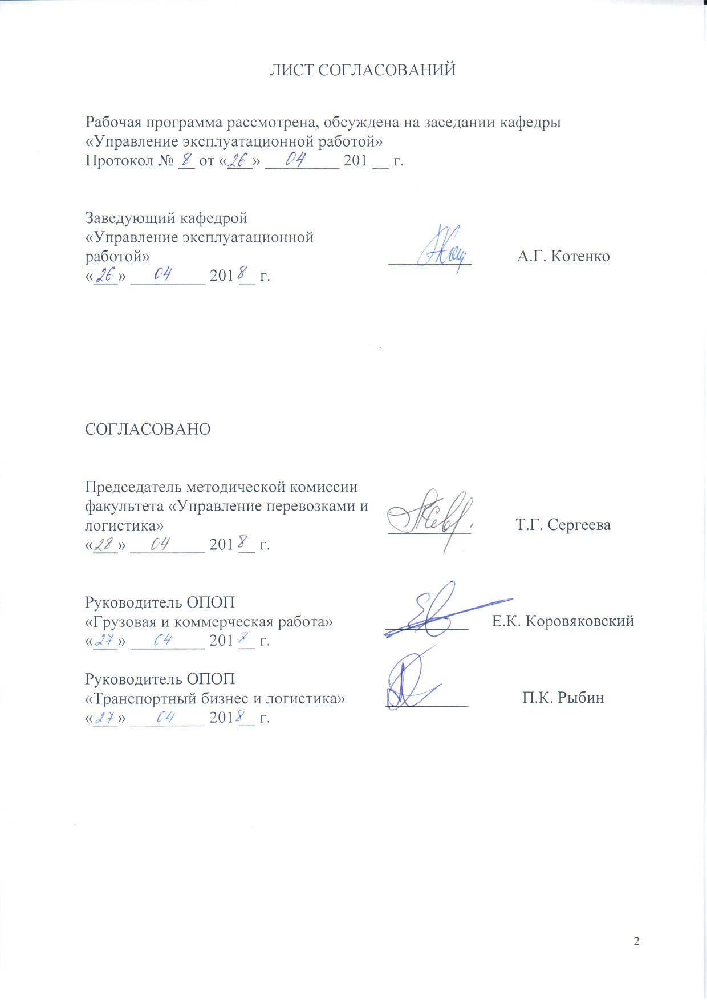 ЛИСТ СОГЛАСОВАНИЙ
Рабочая программа рассмотрена, обсуждена на заседании кафедры
«Управление эксплуатационной работой»
Протокол № 8 от «26» 04 201 __ г.
Заведующий кафедрой
«Управление эксплуатационной
работой» А.Г. Котенко
«26» 04 2018 г.
СОГЛАСОВАНО
Председатель методической комиссии
факультета «Управление перевозками и
логистика» Т.Г. Сергеева
«28» 04 2018 г.
Руководитель ОПОП
«Грузовая и коммерческая работа» Е.К. Коровяковский
«27» 04 2018 г.
Руководитель ОПОП
«Транспортный бизнес и логистика» П.К. Рыбин
«27» 04 2018 г.
2